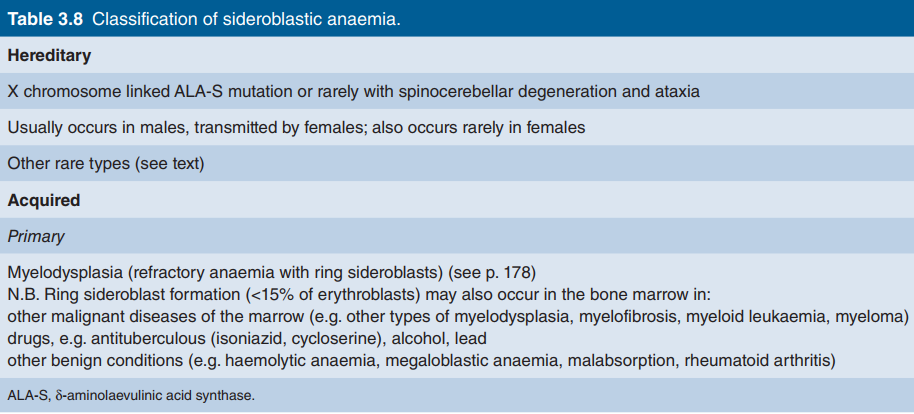 Table 3.8 Classification of sideroblastic anaemia.
Hereditary
X chromosome linked ALA-S mutation or rarely with spinocerebellar degeneration and ataxia
Usually occurs in males, transmitted by females; also occurs rarely in females
Other rare types (see text)
Acquired
Primary
Myelodysplasia (refractory anaemia with ring sideroblasts) (see p. 178)
N.B. Ring sideroblast formation (<15% of erythroblasts) may also occur in the bone marrow in:
other malignant diseases of the marrow (e.g. other types of myelodysplasia, myelofibrosis, myeloid leukaemia, myeloma)
drugs, e.g. antituberculous (isoniazid, cycloserine), alcohol, lead
other benign conditions (e.g. haemolytic anaemia, megaloblastic anaemia, malabsorption, rheumatoid arthritis)
ALA-S, δ-aminolaevulinic acid synthase.